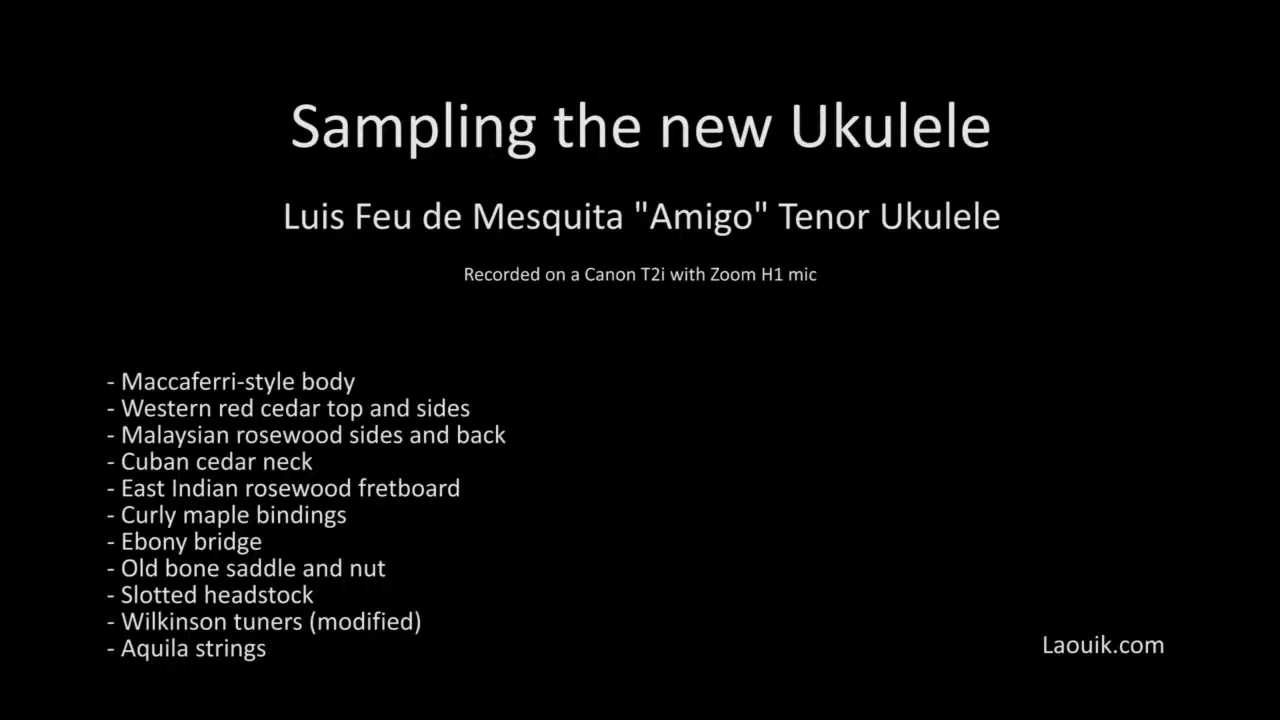 Sampling the new Ukulele
Luis Feu de Mesquita "Amigo" Tenor Ukulele
Recorded on a Canon T2i with Zoom H1 mic
- Maccaferri-style body
- Western red cedar top and sides
- Malaysian rosewood sides and back
- Cuban cedar neck
- East Indian rosewood fretboard
- Curly maple bindings
- Ebony bridge
- Old bone saddle and nut
- Slotted headstock
- Wilkinson tuners (modified)
- Aquila strings
Laouik.com